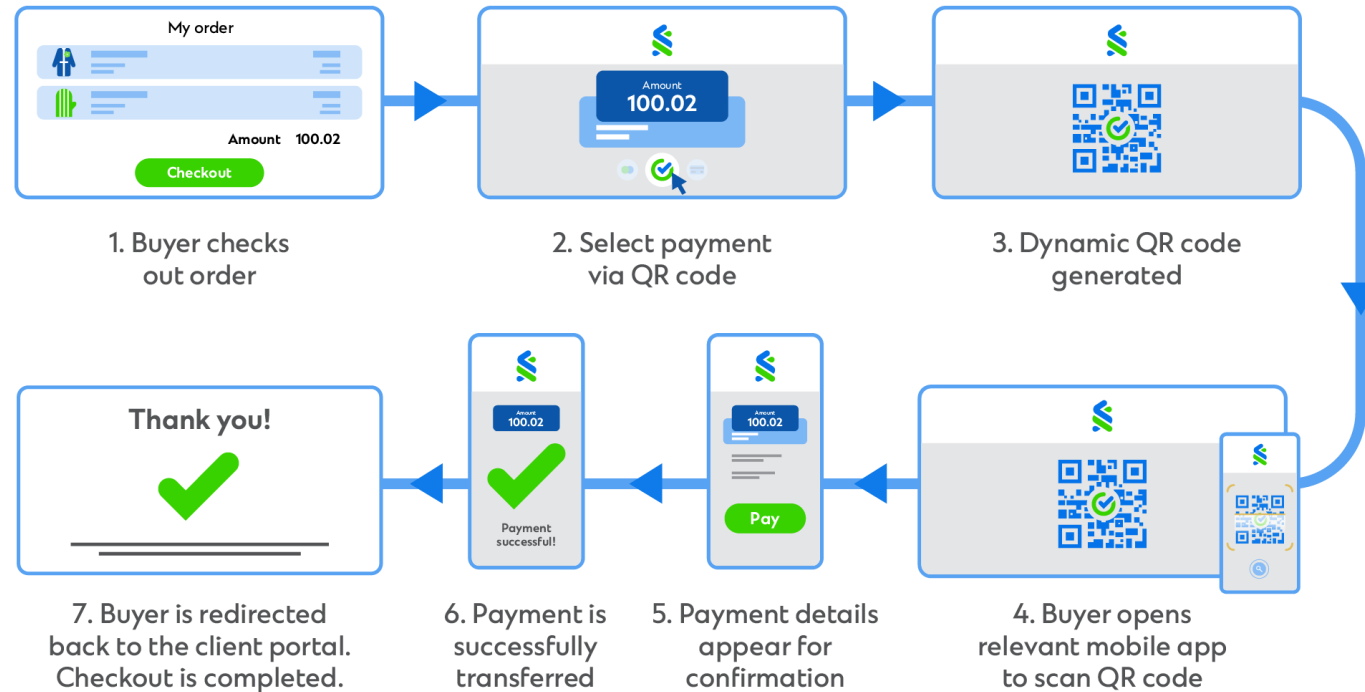 My order
Amount 100.02
Checkout
1. Buyer checks
out order
Amount
100.02
2. Select payment
via QR code
3. Dynamic QR code
generated
4. Buyer opens
relevant mobile app
to scan QR code
Amount
100.02
Pay
5. Payment details
appear for
confirmation
Amount
100.02
Payment
successful!
6. Payment is
successfully
transferred
Thank you!
7. Buyer is redirected
back to the client portal.
Checkout is completed.